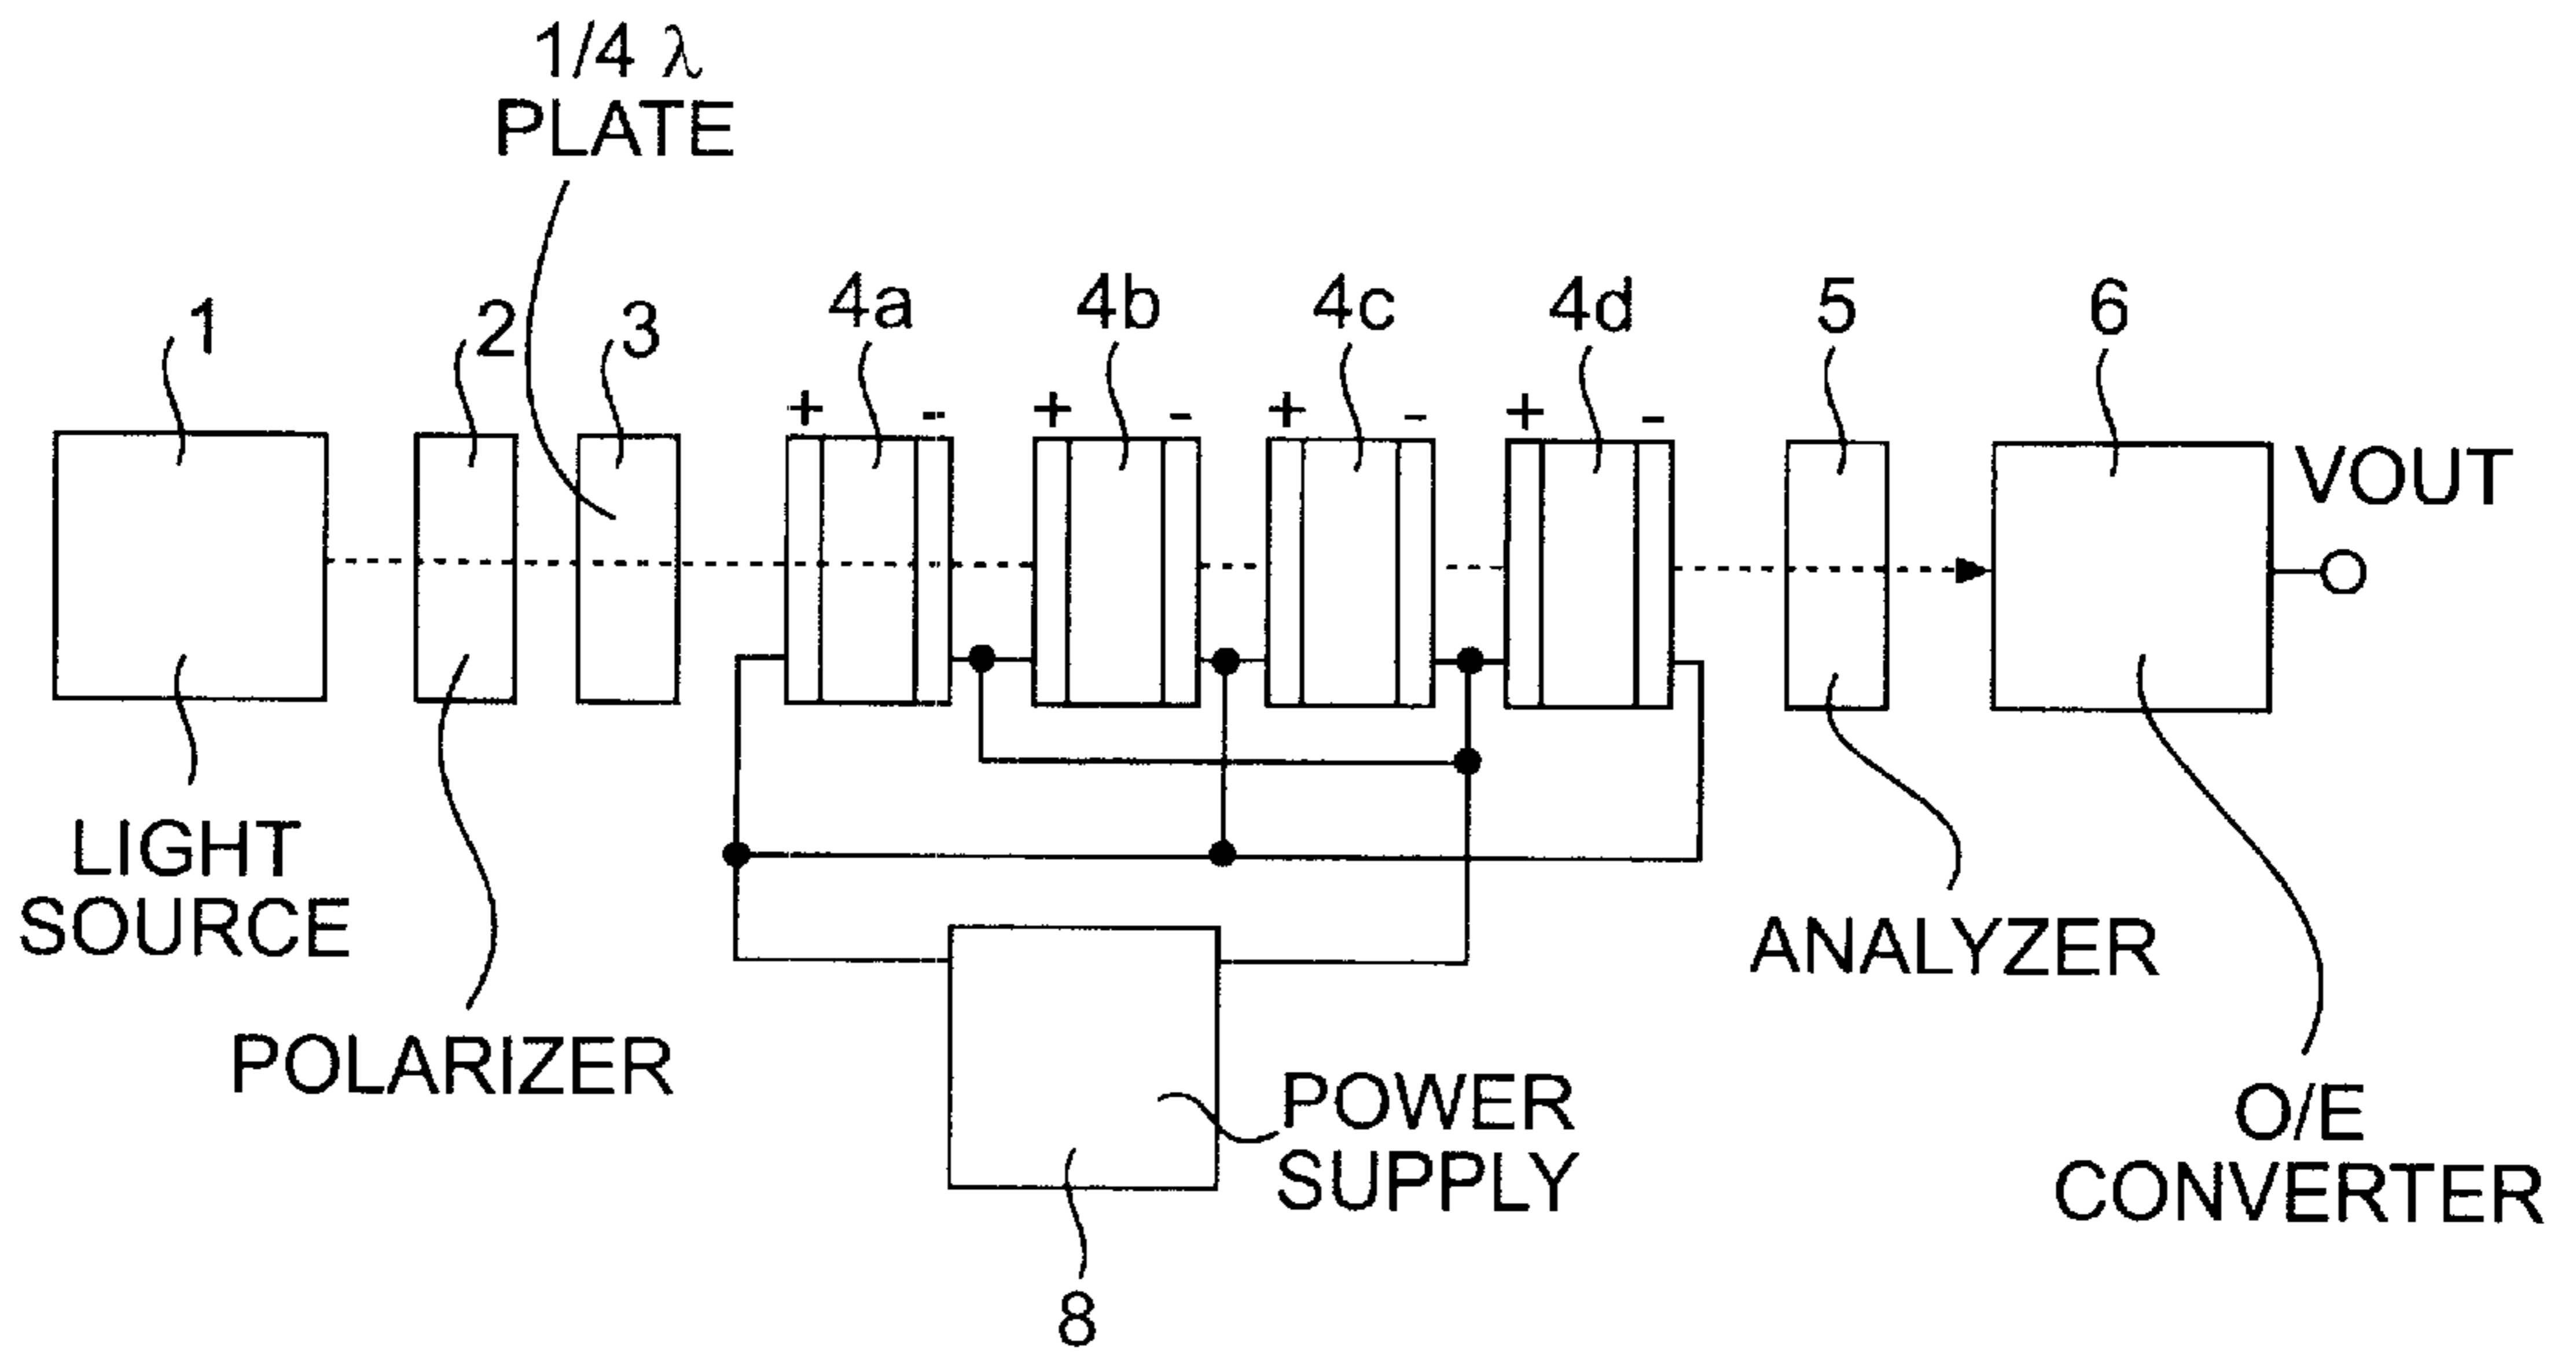 1/4 λ
PLATE
1
2
3
4a
4b
4c
4d
5
6
+ -
+ -
+ -
+ -
VOUT
LIGHT
SOURCE
POLARIZER
ANALYZER
POWER
SUPPLY
O/E
CONVERTER
8